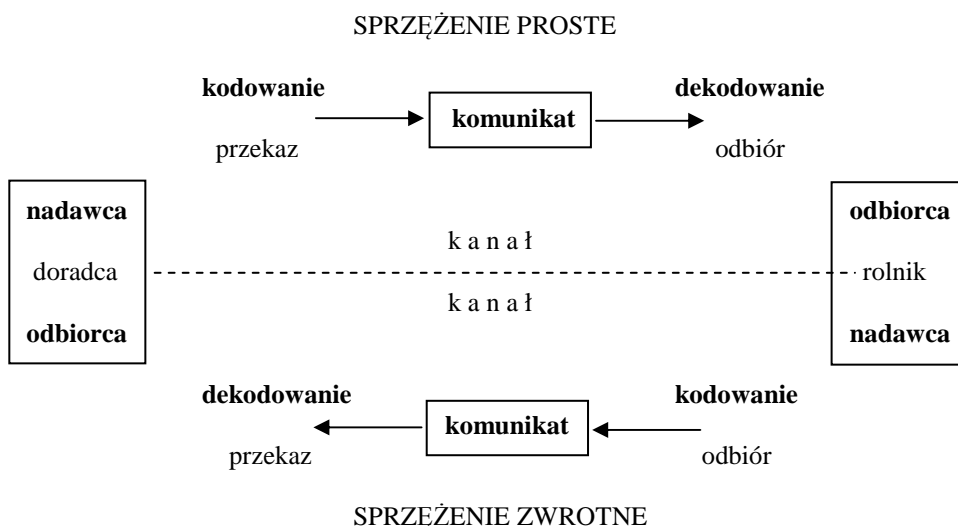 SPRZĘŻENIE PROSTE
kodowanie
dekodowanie
komunikat
przekaz
odbiór
nadawca
odbiorca
k a n a ł
doradca
rolnik
k a n a ł
odbiorca
nadawca
dekodowanie
kodowanie
komunikat
przekaz
odbiór
SPRZĘŻENIE ZWROTNE